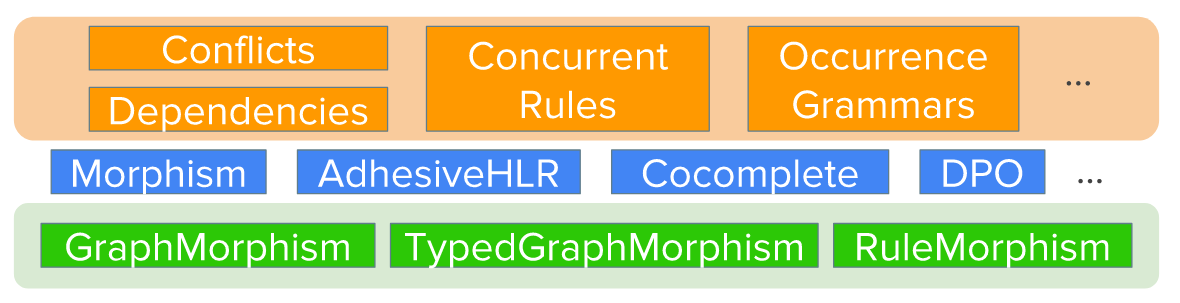 Conflicts
Dependencies
Concurrent
Rules
Occurrence
Grammars
...
Morphism
AdhesiveHLR
Cocomplete
DPO
...
GraphMorphism
TypedGraphMorphism
RuleMorphism